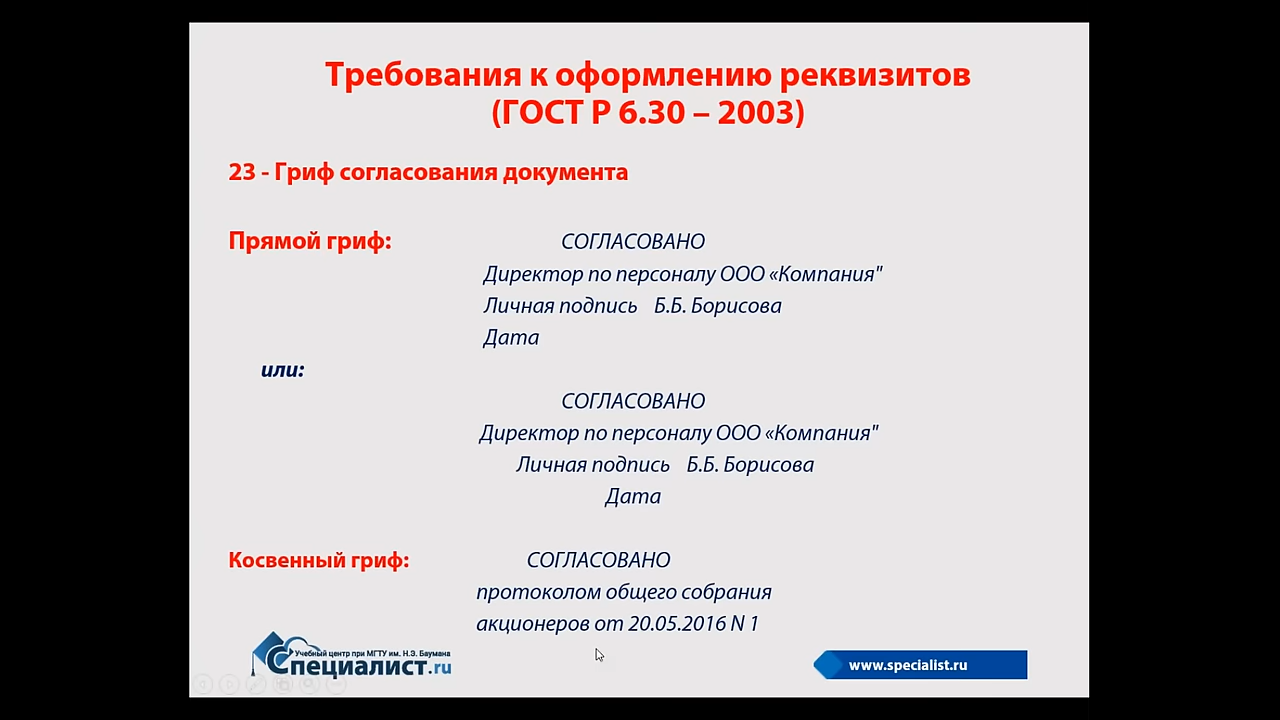 Требования к оформлению реквизитов
(ГОСТ Р 6.30 – 2003)
23 - Гриф согласования документа
Прямой гриф: СОГЛАСОВАНО
Директор по персоналу ООО «Компания"
Личная подпись Б.Б. Борисова
Дата
или:
СОГЛАСОВАНО
Директор по персоналу ООО «Компания"
Личная подпись Б.Б. Борисова
Дата
Косвенный гриф: СОГЛАСОВАНО
протоколом общего собрания
акционеров от 20.05.2016 N 1
Учебный центр при МГТУ им. Н.Э. Баумана
Специалист.ru
www.specialist.ru